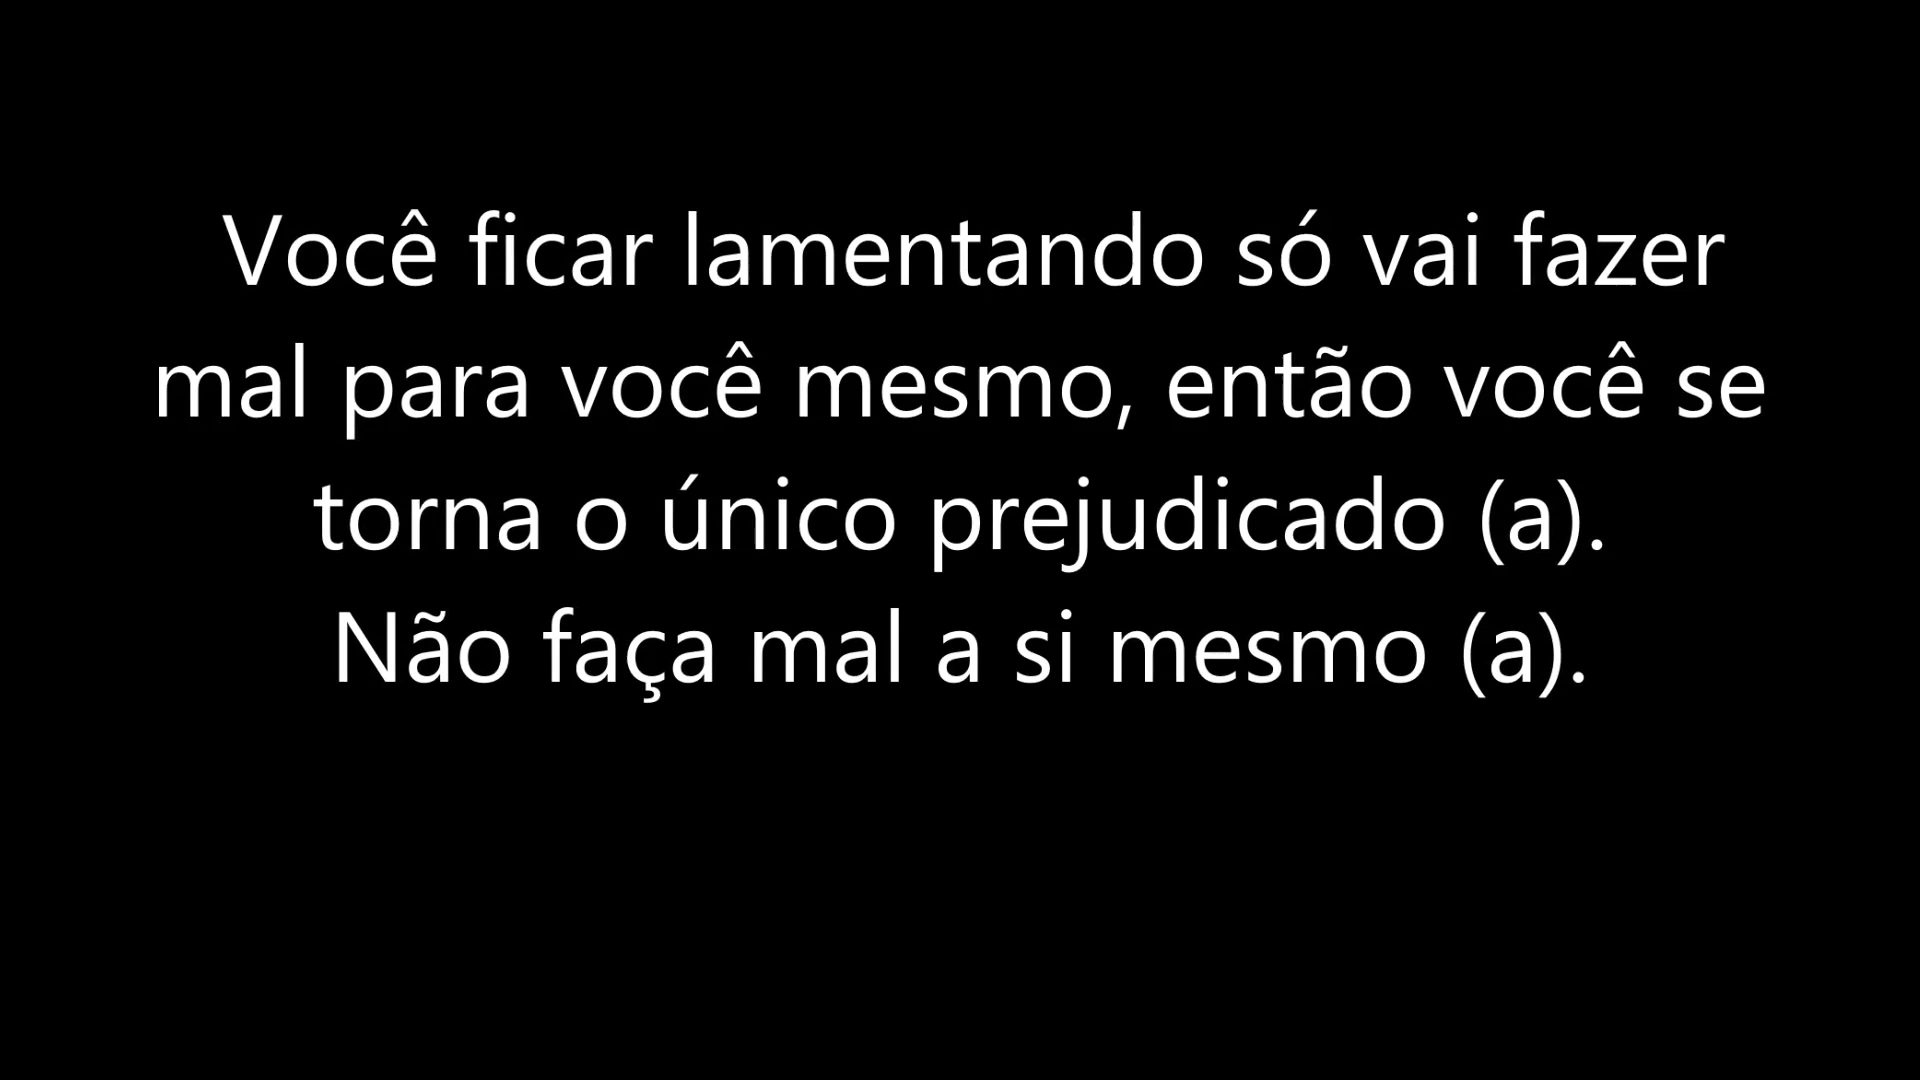 Você ficar lamentando só vai fazer
mal para você mesmo, então você se
torna o único prejudicado (a).
Não faça mal a si mesmo (a).